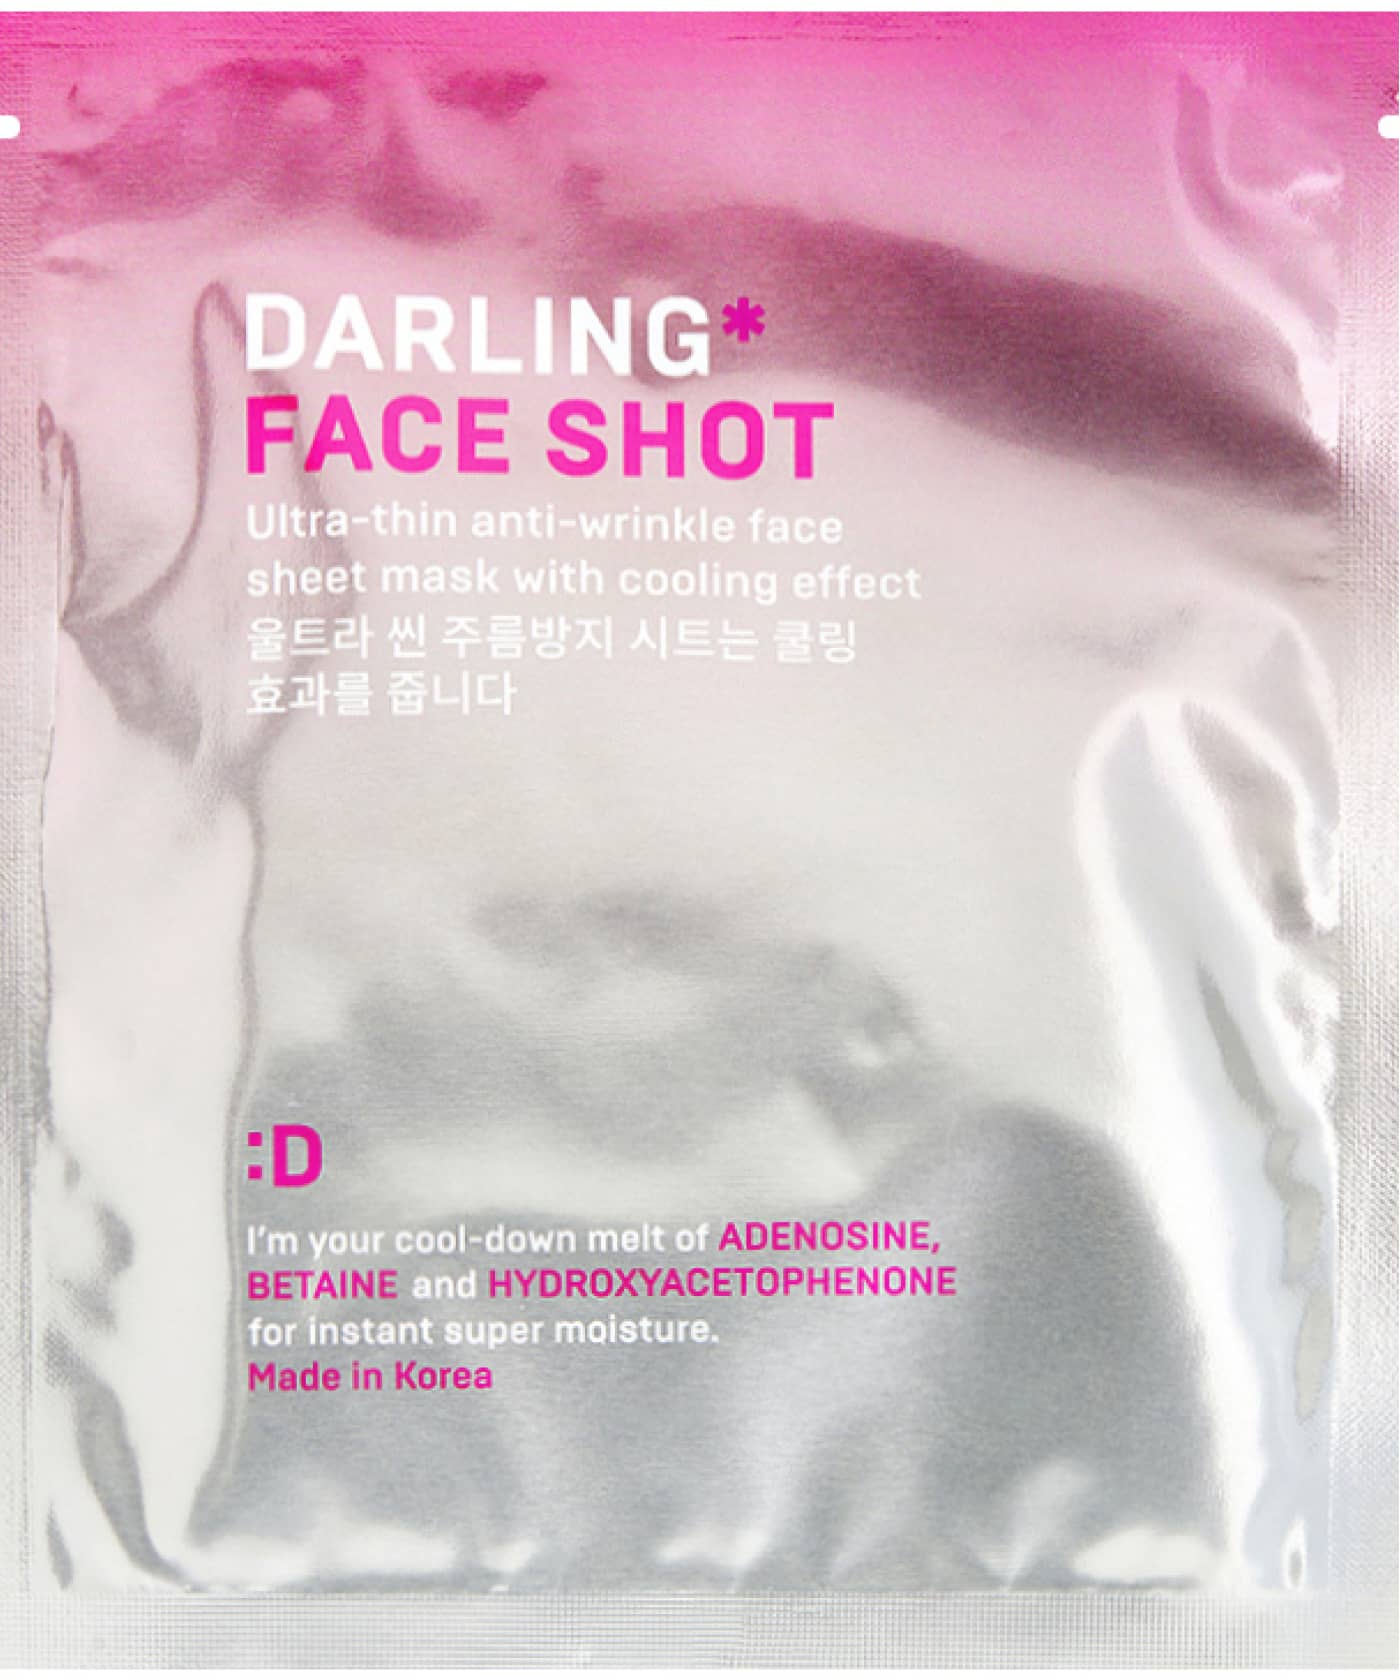 DARLING*
FACE SHOT
Ultra-thin anti-wrinkle face
sheet mask with cooling effect
울트라 씬 주름방지 시트는 쿨링
효과를 줍니다
:D
I'm your cool-down melt of ADENOSINE,
BETAINE and HYDROXYACETOPHENONE
for instant super moisture.
Made in Korea